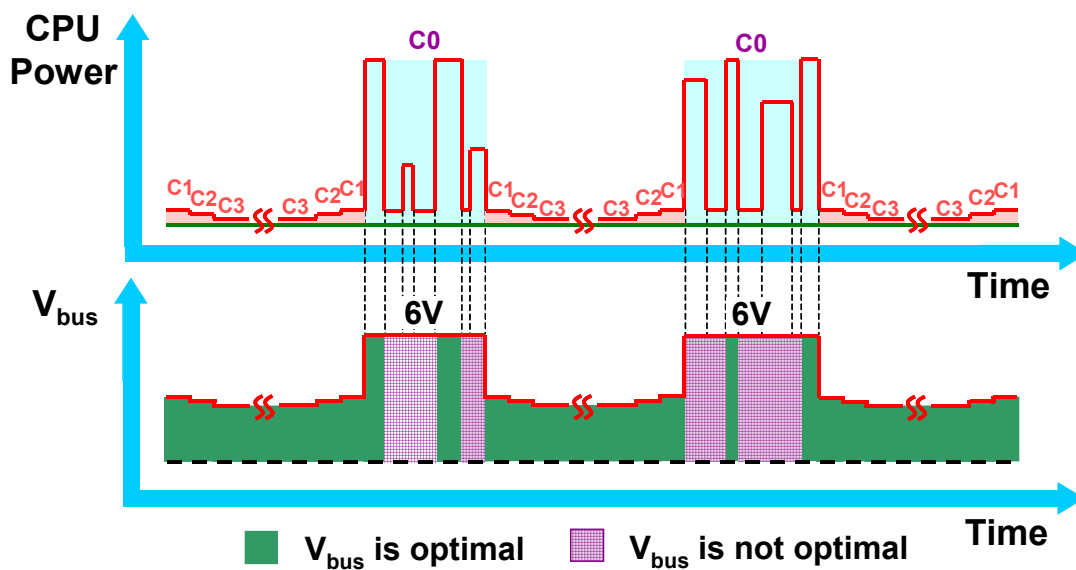 CPU
Power
C0 C0
C1 C2 C3 C3 C2 C1 C1 C2 C3 C3 C2 C1 C1 C2 C3 C3 C2 C1
Time
Vbus
6V 6V
Time
Vbus is optimal Vbus is not optimal